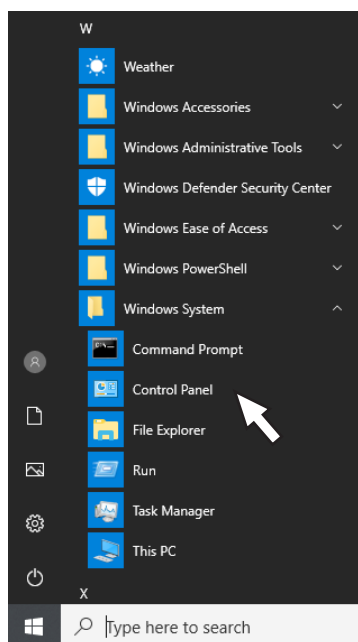 W
Weather
Windows Accessories
Windows Administrative Tools
Windows Defender Security Center
Windows Ease of Access
Windows PowerShell
Windows System
Command Prompt
Control Panel
File Explorer
Run
Task Manager
This PC
X
Type here to search